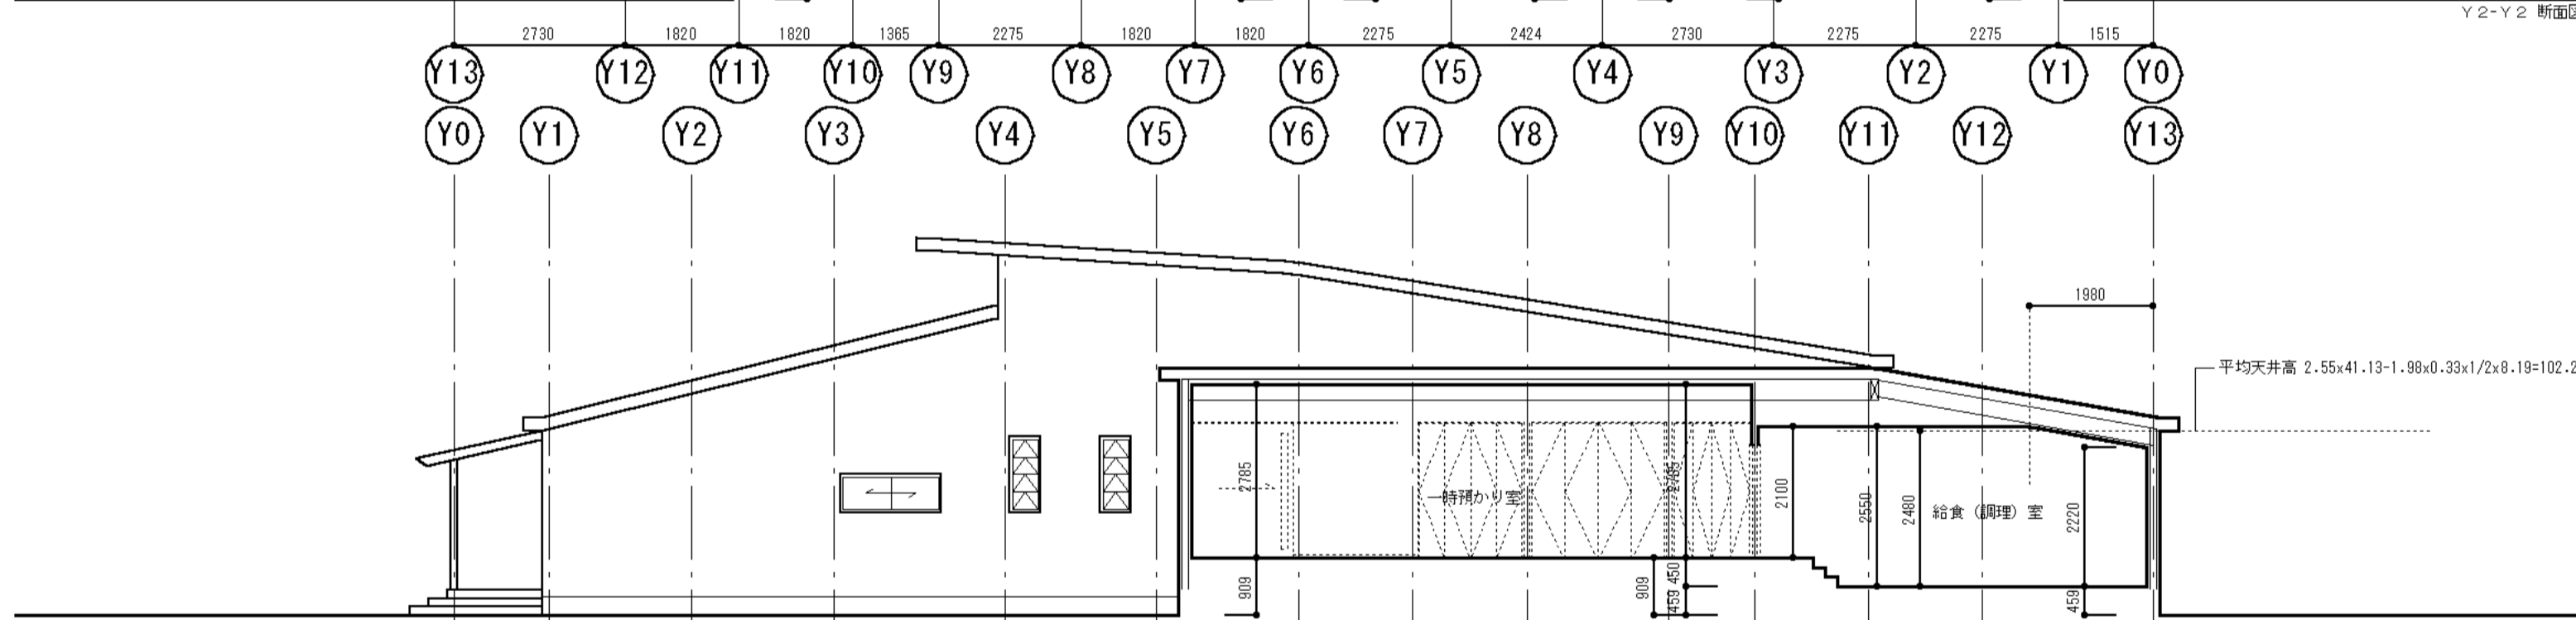 Y2-Y2 断面図
2730 1820 1820 1365 2275 1820 1820 2275 2424 2730 2275 2275 1515
Y13 Y12 Y11 Y10 Y9 Y8 Y7 Y6 Y5 Y4 Y3 Y2 Y1 Y0
Y0 Y1 Y2 Y3 Y4 Y5 Y6 Y7 Y8 Y9 Y10 Y11 Y12 Y13
1980
平均天井高 2.55x41.13-1.98x0.33x1/2x8.19=102.2
2785
一時預かり室
2100
2550
2480
給食（調理）室
2220
909
909
450
459
459